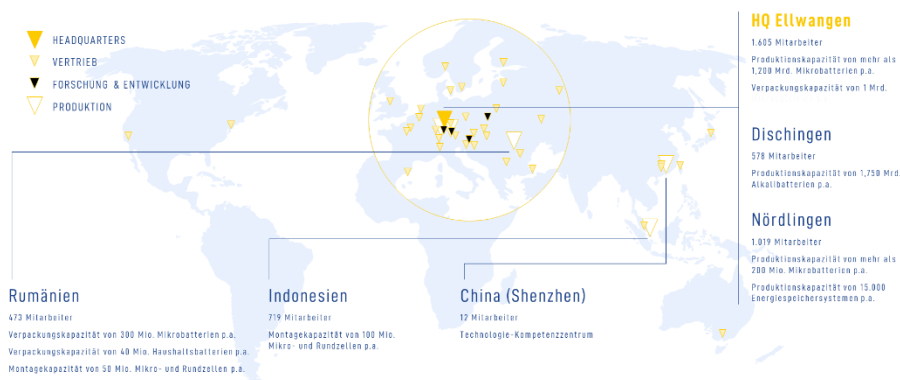 HEADQUARTERS
VERTRIEB
FORSCHUNG & ENTWICKLUNG
PRODUKTION
HQ Ellwangen
1.605 Mitarbeiter
Produktionskapazität von mehr als
1,200 Mrd. Mikrobatterien p.a.
Verpackungskapazität von 1 Mrd.
Dischingen
578 Mitarbeiter
Produktionskapazität von 1,750 Mrd.
Alkalibatterien p.a.
Nördlingen
1.019 Mitarbeiter
Produktionskapazität von mehr als
200 Mio. Mikrobatterien p.a.
Produktionskapazität von 15.000
Energiespeichersystemen p.a.
Rumänien
473 Mitarbeiter
Verpackungskapazität von 300 Mio. Mikrobatterien p.a.
Verpackungskapazität von 40 Mio. Haushaltsbatterien p.a.
Montagekapazität von 50 Mio. Mikro- und Rundzellen p.a.
Indonesien
719 Mitarbeiter
Montagekapazität von 100 Mio.
Mikro- und Rundzellen p.a.
China (Shenzhen)
12 Mitarbeiter
Technologie-Kompetenzzentrum